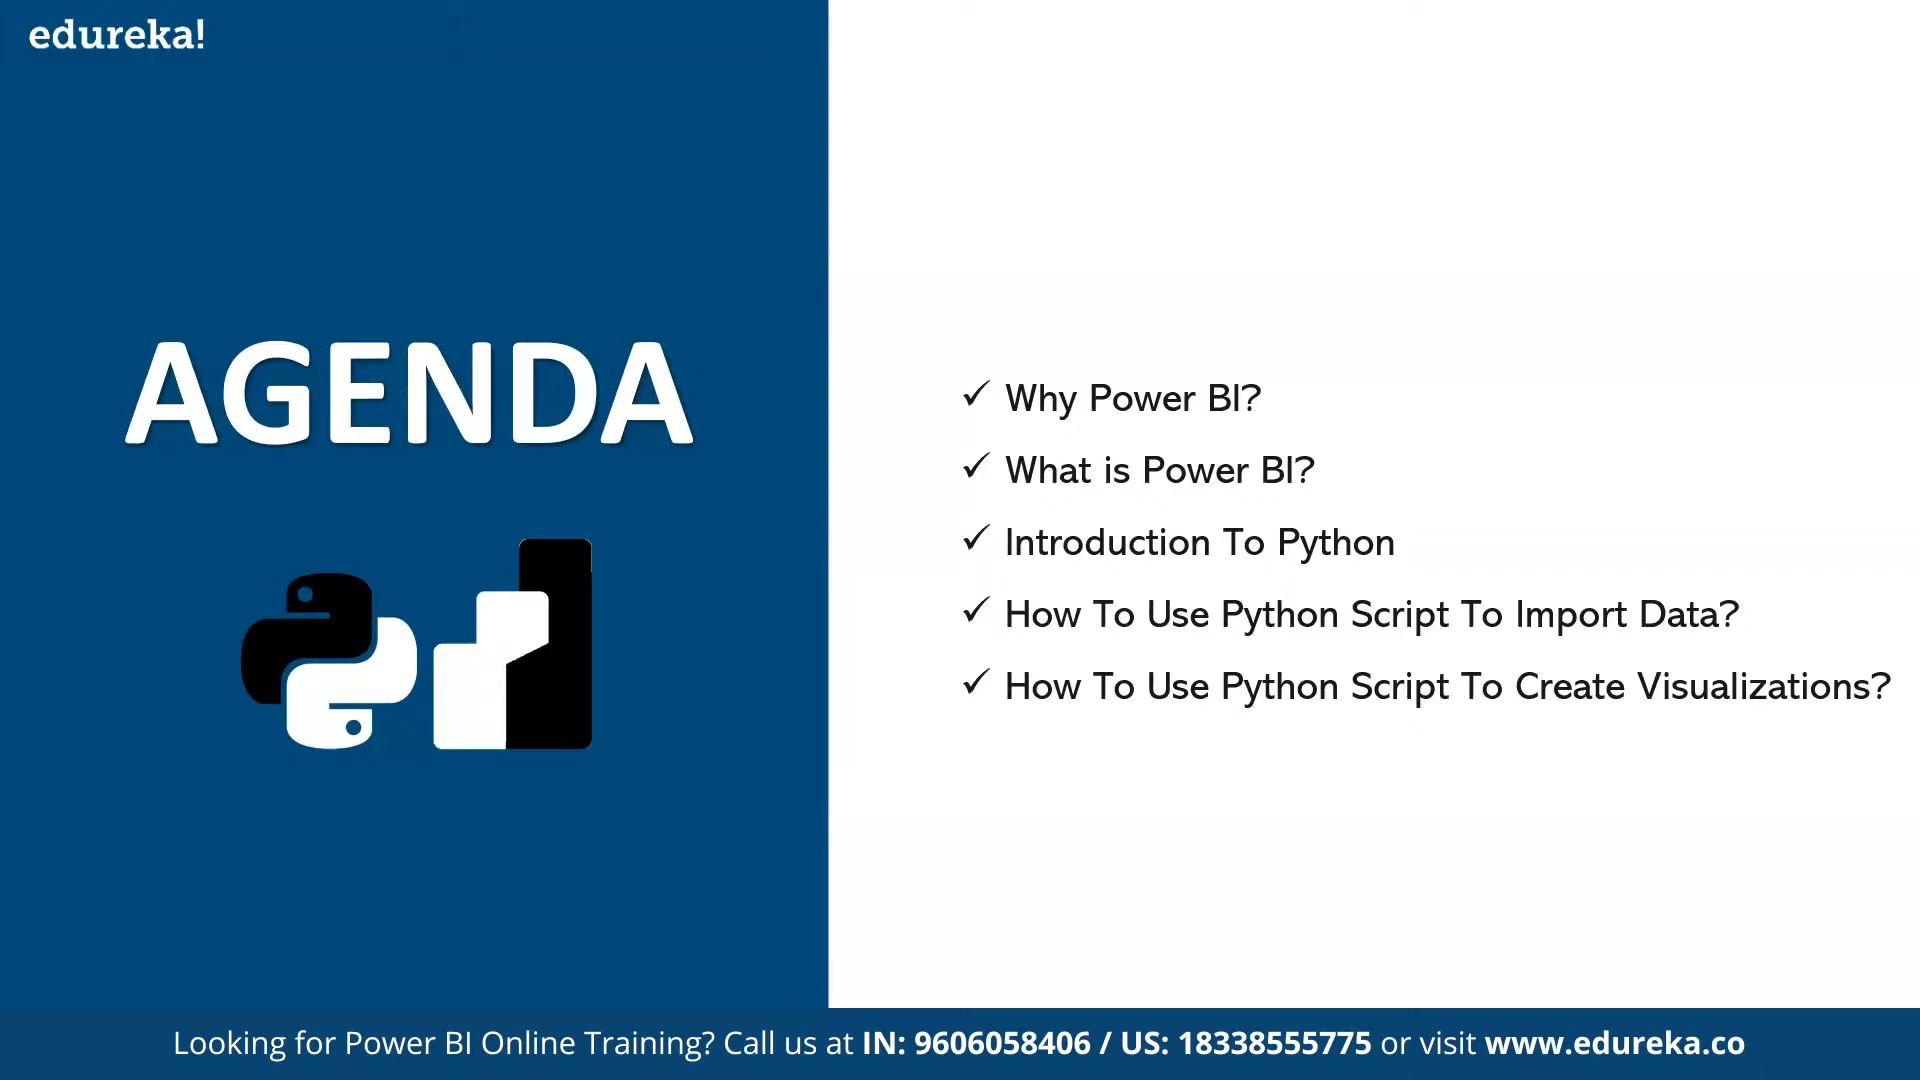 edureka!
AGENDA
✓ Why Power BI?
✓ What is Power BI?
✓ Introduction To Python
✓ How To Use Python Script To Import Data?
✓ How To Use Python Script To Create Visualizations?
Looking for Power BI Online Training? Call us at IN: 9606058406 / US: 18338555775 or visit www.edureka.co